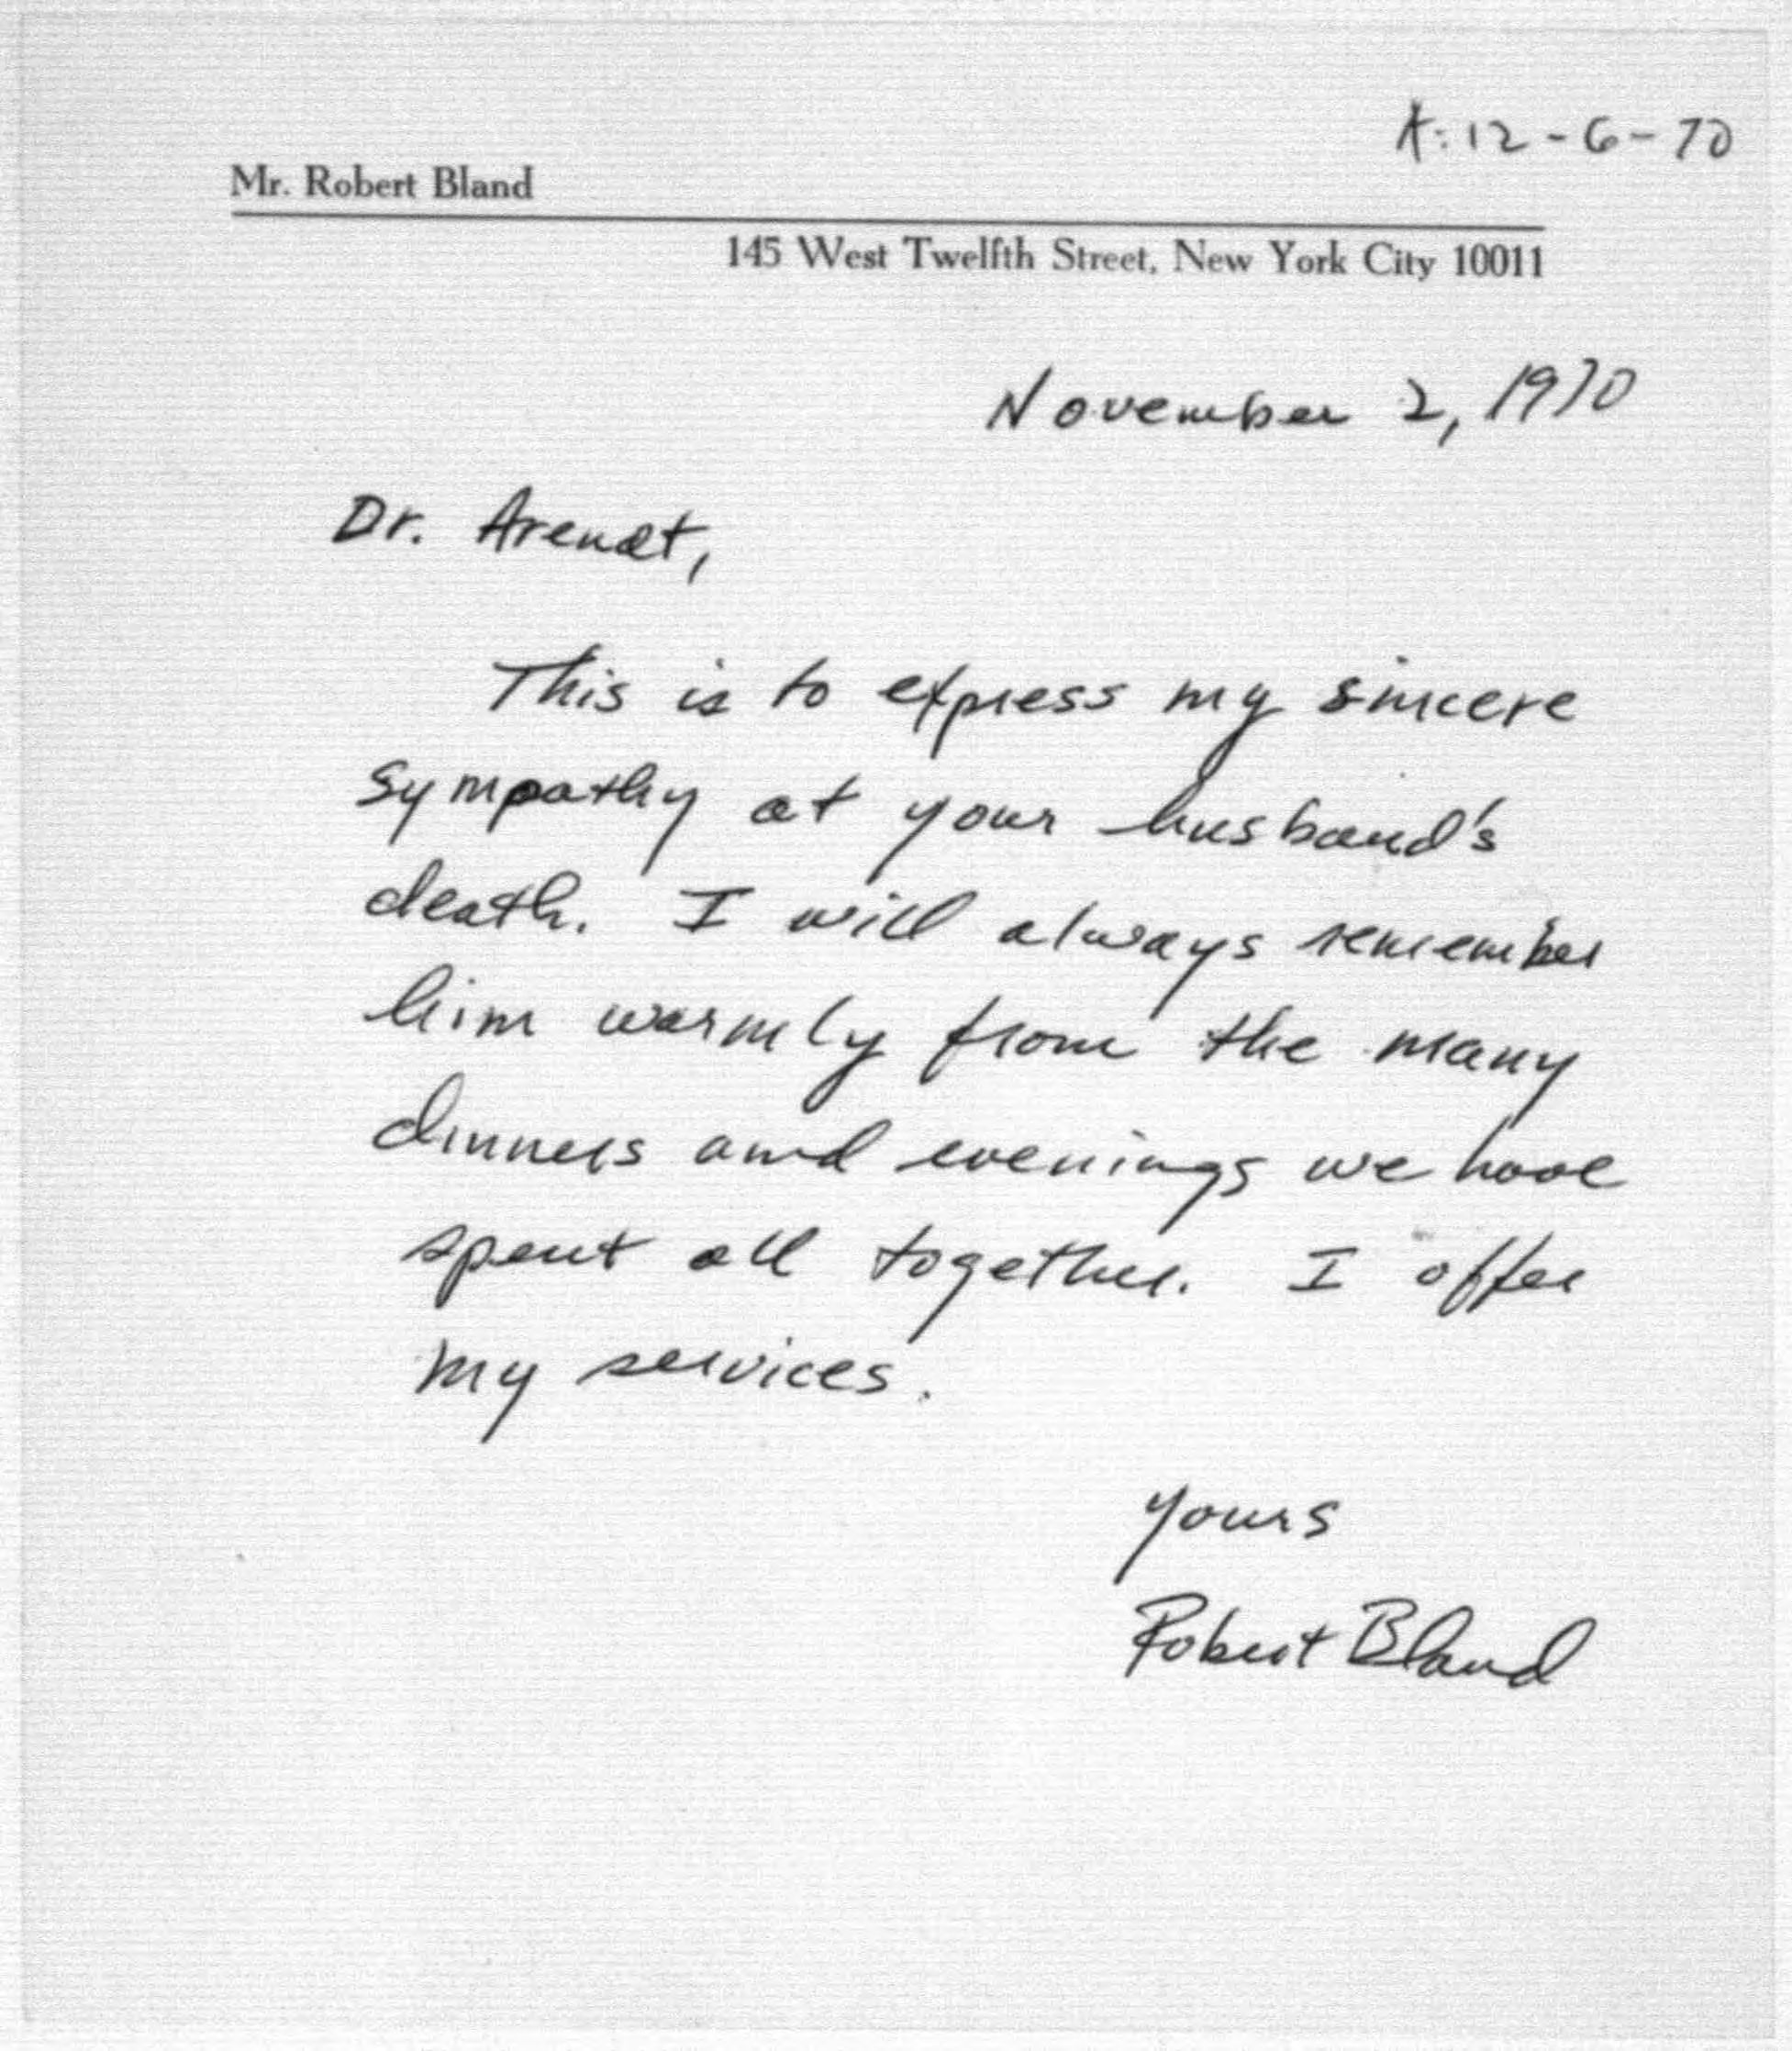 A: 12-6-70
Mr. Robert Bland
145 West Twelfth Street, New York City 10011
November 2, 1970
Dr. Arendt,
This is to express my sincere
sympathy at your husband's
death. I will always remember
him warmly from the many
dinners and evenings we have
spent all together. I offer
my services.
Yours
Robert Bland